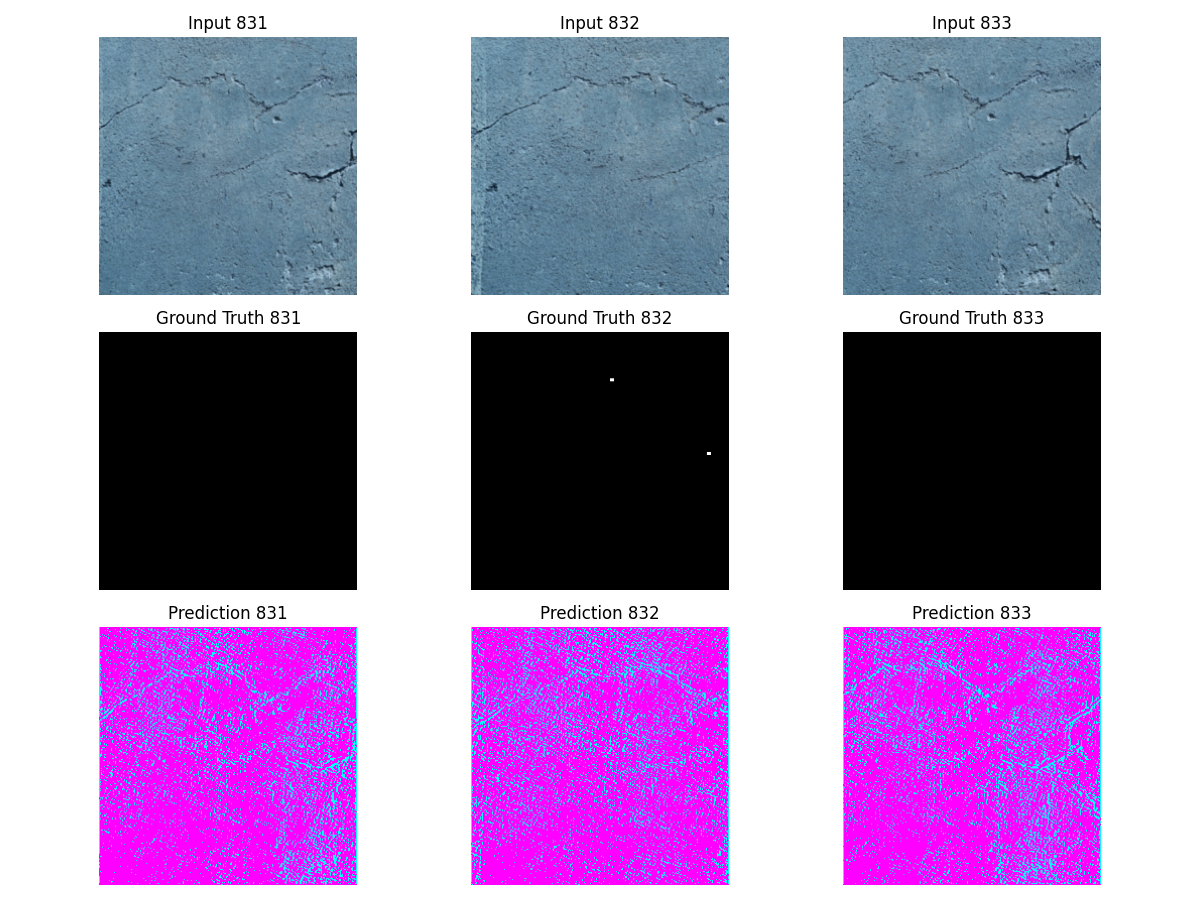 Input 831
Input 832
Input 833
Ground Truth 831
Ground Truth 832
Ground Truth 833
Prediction 831
Prediction 832
Prediction 833